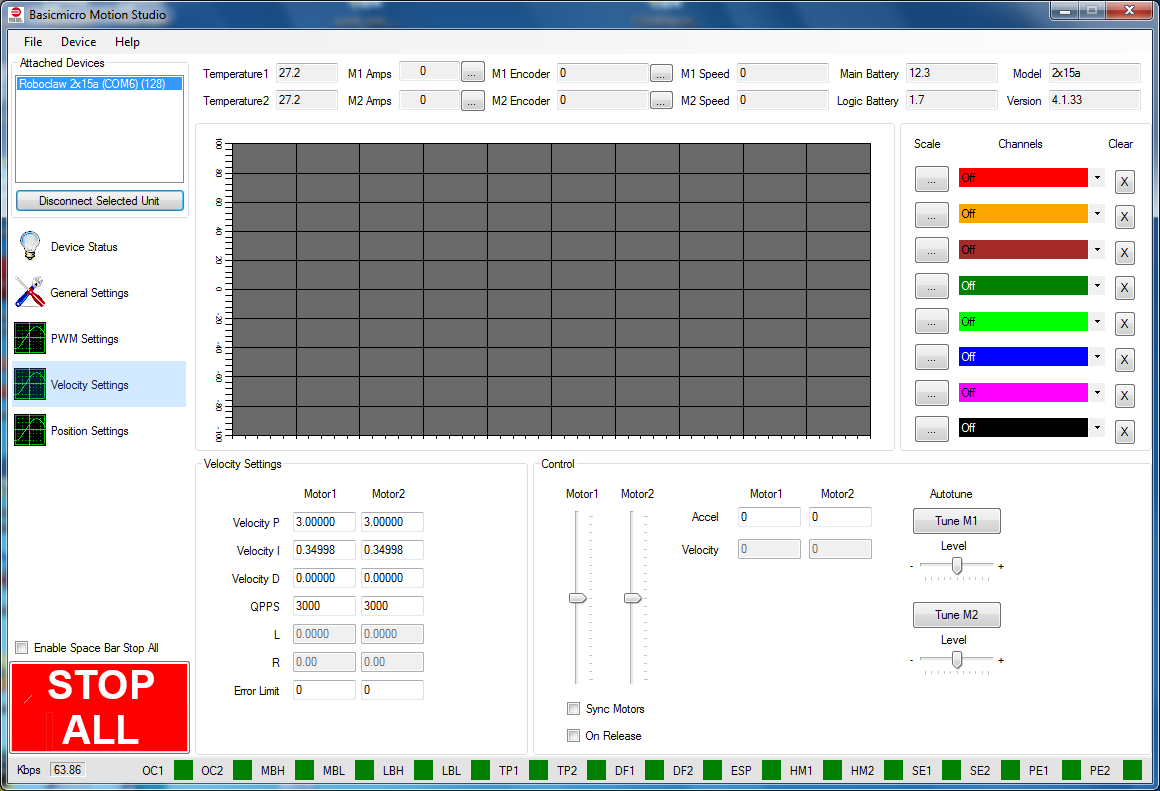 Basicmicro Motion Studio
File Device Help
Attached Devices
Roboclaw 2x15a (COM6) (128)
Disconnect Selected Unit
Temperature1 27.2 M1 Amps 0 ... M1 Encoder 0 ... M1 Speed 0 Main Battery 12.3 Model 2x15a
Temperature2 27.2 M2 Amps 0 ... M2 Encoder 0 ... M2 Speed 0 Logic Battery 1.7 Version 4.1.33
Device Status
General Settings
PWM Settings
Velocity Settings
Position Settings
100
80
60
40
20
0
-20
-40
-60
-80
-100
Scale Channels Clear
... Off X
... Off X
... Off X
... Off X
... Off X
... Off X
... Off X
... Off X
Velocity Settings
Motor1 Motor2
Velocity P 3.00000 3.00000
Velocity I 0.34998 0.34998
Velocity D 0.00000 0.00000
QPPS 3000 3000
L 0.0000 0.0000
R 0.00 0.00
Error Limit 0 0
Control
Motor1 Motor2
Motor1 Motor2
Accel 0 0
Velocity 0 0
Autotune
Tune M1
Level
- +
Tune M2
Level
- +
Sync Motors
On Release
Enable Space Bar Stop All
STOP
ALL
Kbps 63.86 OC1 OC2 MBH MBL LBH LBL TP1 TP2 DF1 DF2 ESP HM1 HM2 SE1 SE2 PE1 PE2